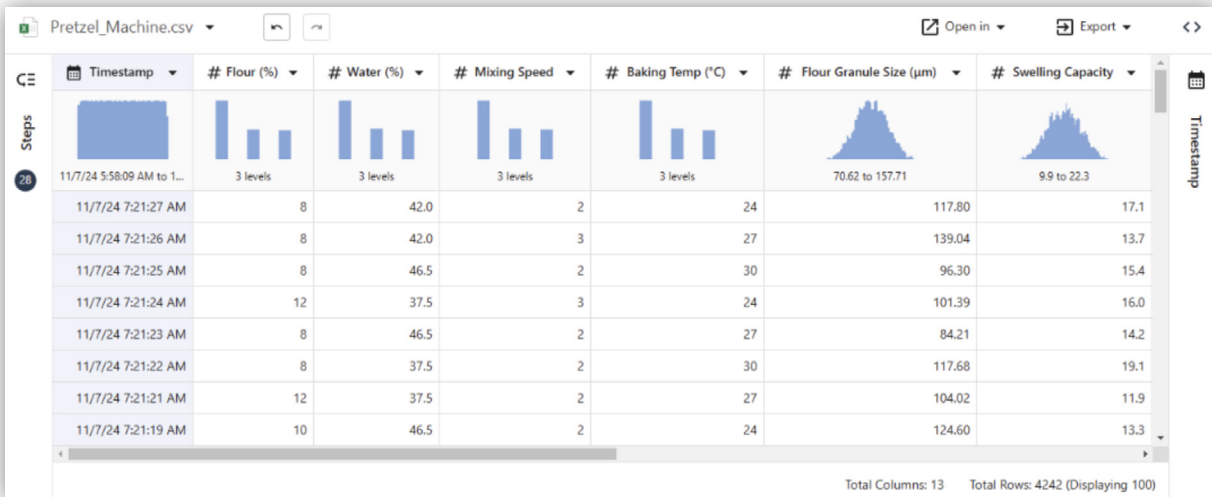 Pretzel_Machine.csv Open in Export <>
Timestamp # Flour (%) # Water (%) # Mixing Speed # Baking Temp (°C) # Flour Granule Size (μm) # Swelling Capacity
Steps
28
Timestamp
11/7/24 5:58:09 AM to 1... 3 levels 3 levels 3 levels 3 levels 70.62 to 157.71 9.9 to 22.3
11/7/24 7:21:27 AM 8 42.0 2 24 117.80 17.1
11/7/24 7:21:26 AM 8 42.0 3 27 139.04 13.7
11/7/24 7:21:25 AM 8 46.5 2 30 96.30 15.4
11/7/24 7:21:24 AM 12 37.5 3 24 101.39 16.0
11/7/24 7:21:23 AM 8 46.5 2 27 84.21 14.2
11/7/24 7:21:22 AM 8 37.5 2 30 117.68 19.1
11/7/24 7:21:21 AM 12 37.5 2 27 104.02 11.9
11/7/24 7:21:19 AM 10 46.5 2 24 124.60 13.3
Total Columns: 13 Total Rows: 4242 (Displaying 100)